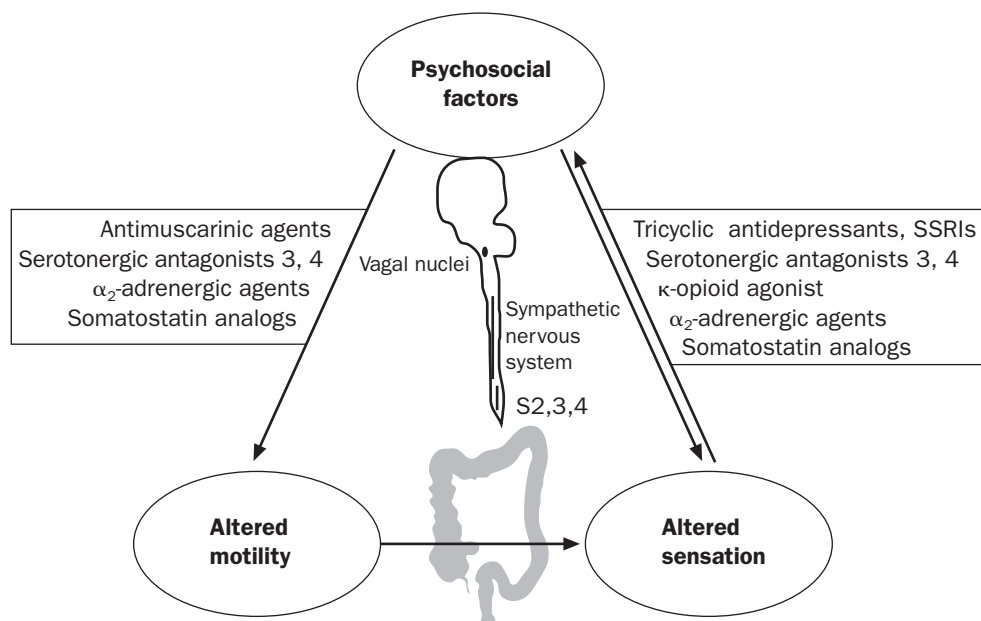 Psychosocial
factors
Antimuscarinic agents
Serotonergic antagonists 3, 4
α₂-adrenergic agents
Somatostatin analogs
Vagal nuclei
Sympathetic
nervous
system
S2,3,4
Tricyclic antidepressants, SSRIs
Serotonergic antagonists 3, 4
κ-opioid agonist
α₂-adrenergic agents
Somatostatin analogs
Altered
motility
Altered
sensation